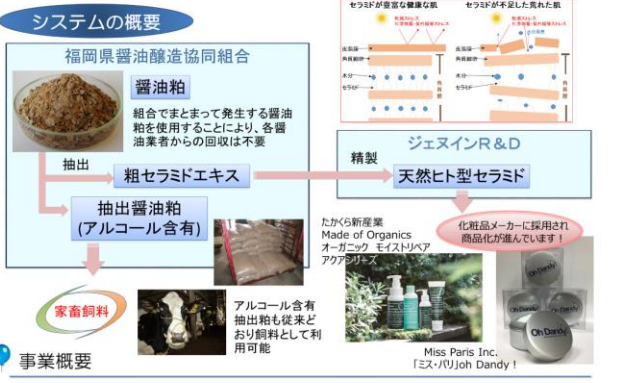 システムの概要
セラミドが豊富な健康な肌
セラミドが不足した荒れた肌
水分
セラミド
福岡県醤油醸造協同組合
醤油粕
組合でまとまって発生する醤油
粕を使用することにより、各醤
油業者からの回収は不要
抽出
粗セラミドエキス
抽出醤油粕
(アルコール含有)
精製
ジェヌインR&D
天然ヒト型セラミド
化粧品メーカーに採用され
商品化が進んでいます!
たかくら新産業
Made of Organics
オーガニック モイストリペア
アクアシリーズ
家畜飼料
アルコール含有
抽出粕も従来ど
おり飼料として利
用可能
Oh Dandy
Miss Paris Inc.
「ミス・パリ」oh Dandy!
事業概要